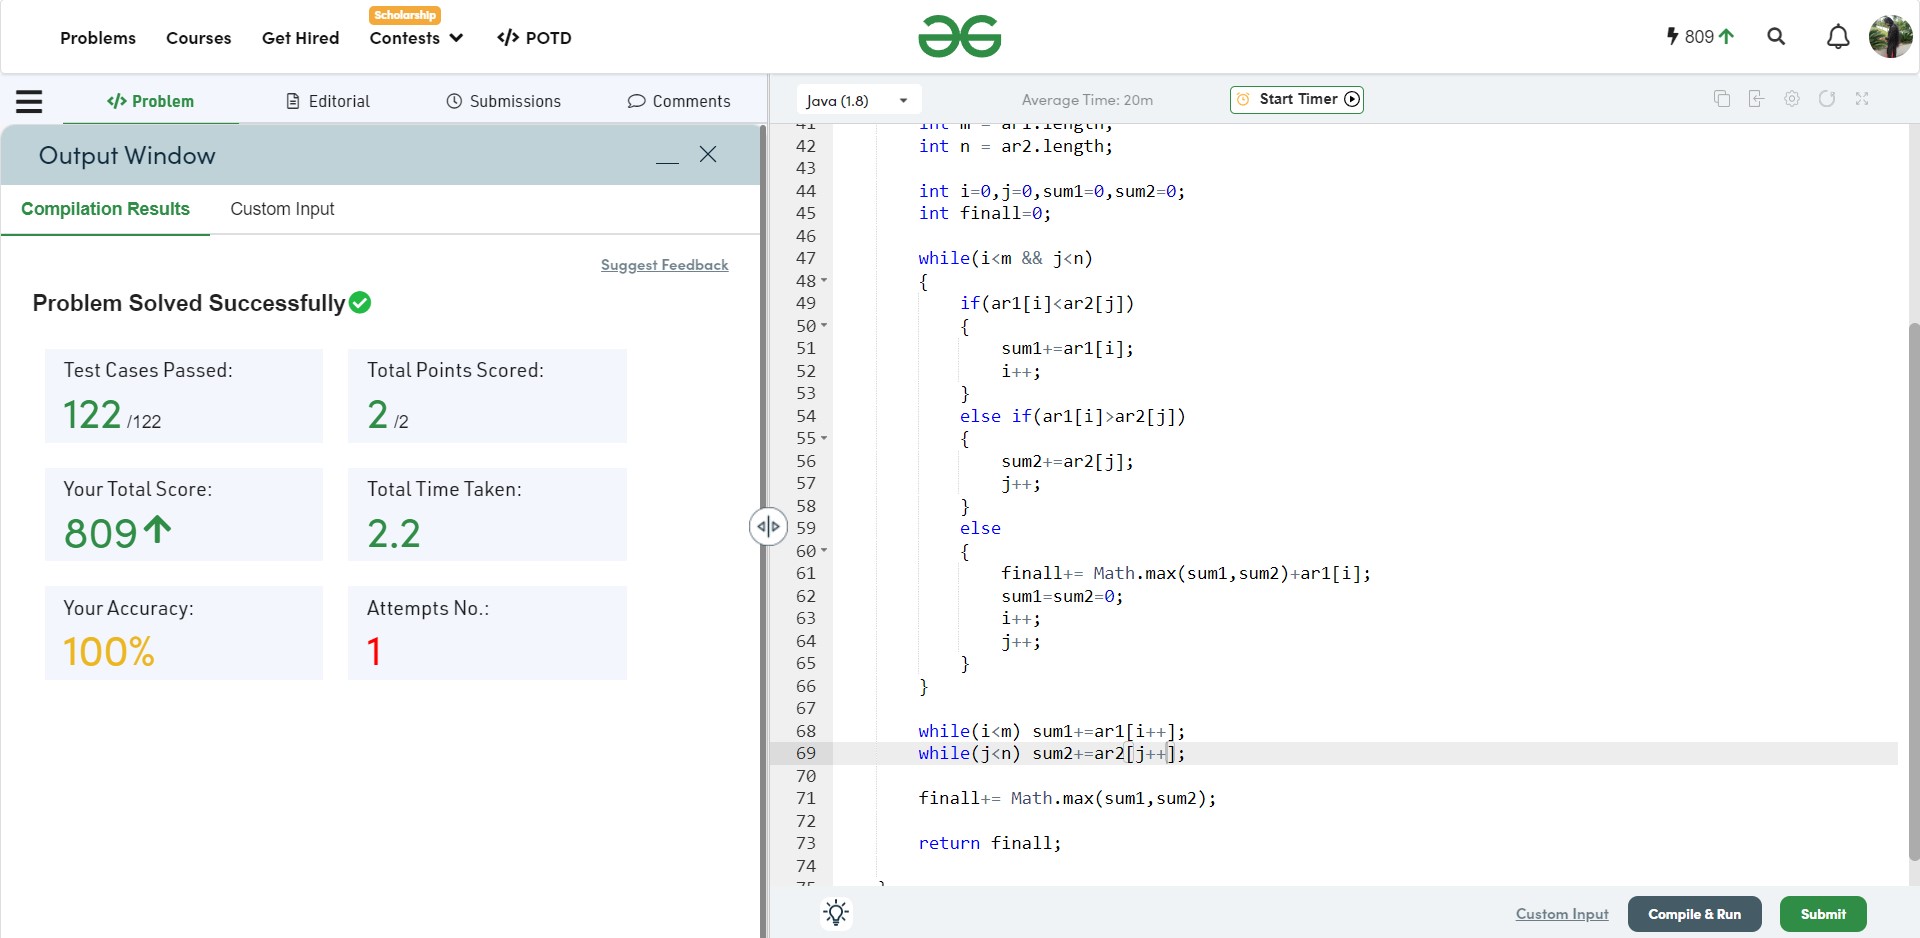 Problems Courses Get Hired Contests </> POTD
Scholarship
809
</> Problem Editorial Submissions Comments
Output Window
Compilation Results Custom Input
Suggest Feedback
Problem Solved Successfully
Test Cases Passed: Total Points Scored:
122 /122 2 /2
Your Total Score: Total Time Taken:
809 2.2
Your Accuracy: Attempts No.:
100% 1
Java (1.8) Average Time: 20m Start Timer
41 int m = ar1.length;
42 int n = ar2.length;
43
44 int i=0,j=0,sum1=0,sum2=0;
45 int finall=0;
46
47 while(i<m && j<n)
48 {
49 if(ar1[i]<ar2[j])
50 {
51 sum1+=ar1[i];
52 i++;
53 }
54 else if(ar1[i]>ar2[j])
55 {
56 sum2+=ar2[j];
57 j++;
58 }
59 else
60 {
61 finall+= Math.max(sum1,sum2)+ar1[i];
62 sum1=sum2=0;
63 i++;
64 j++;
65 }
66 }
67
68 while(i<m) sum1+=ar1[i++];
69 while(j<n) sum2+=ar2[j++];
70
71 finall+= Math.max(sum1,sum2);
72
73 return finall;
74
75 }
Custom Input Compile & Run Submit